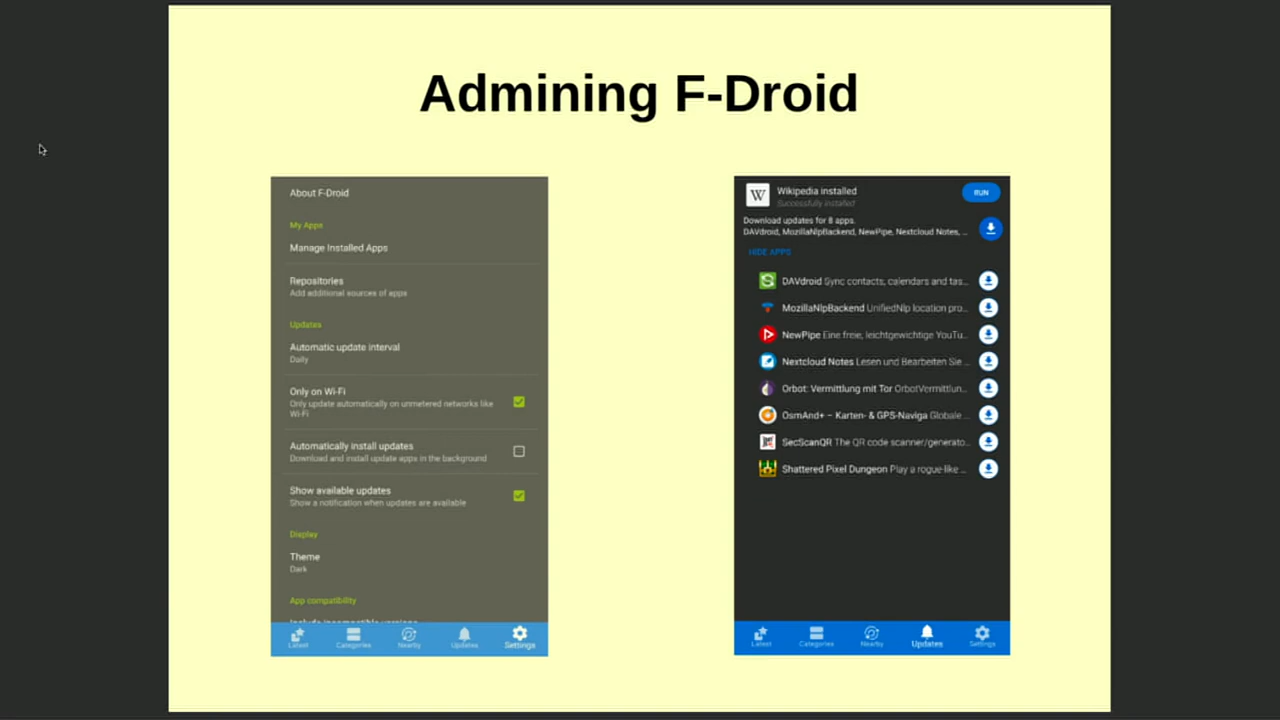 Admining F-Droid
About F-Droid
My Apps
Manage Installed Apps
Repositories
Add additional sources of apps
Updates
Automatic update interval
Daily
Only on Wi-Fi
Only update automatically on unmetered networks like
Wi-Fi
Automatically install updates
Download and install update apps in the background
Show available updates
Show a notification when updates are available
Display
Theme
Dark
App compatibility
Latest
Categories
Nearby
Updates
Settings
W
Wikipedia installed
Successfully installed
RUN
Download updates for 8 apps.
DAVdroid, MozillaNlpBackend, NewPipe, Nextcloud Notes, ...
HIDE APPS
DAVdroid Sync contacts, calendars and tas...
MozillaNlpBackend UnifiedNlp location pro...
NewPipe Eine freie, leichtgewichtige YouTu...
Nextcloud Notes Lesen und Bearbeiten Sie ...
Orbot: Vermittlung mit Tor OrbotVermittlun...
OsmAnd+ – Karten- & GPS-Naviga Globale ...
SecScanQR The QR code scanner/generato...
Shattered Pixel Dungeon Play a rogue-like ...
Latest
Categories
Nearby
Updates
Settings